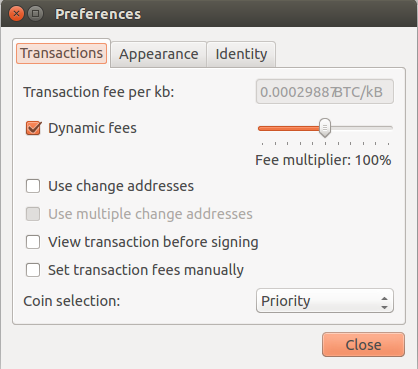 Preferences
Transactions Appearance Identity
Transaction fee per kb: 0.00029887BTC/kB
Dynamic fees
Fee multiplier: 100%
Use change addresses
Use multiple change addresses
View transaction before signing
Set transaction fees manually
Coin selection: Priority
Close